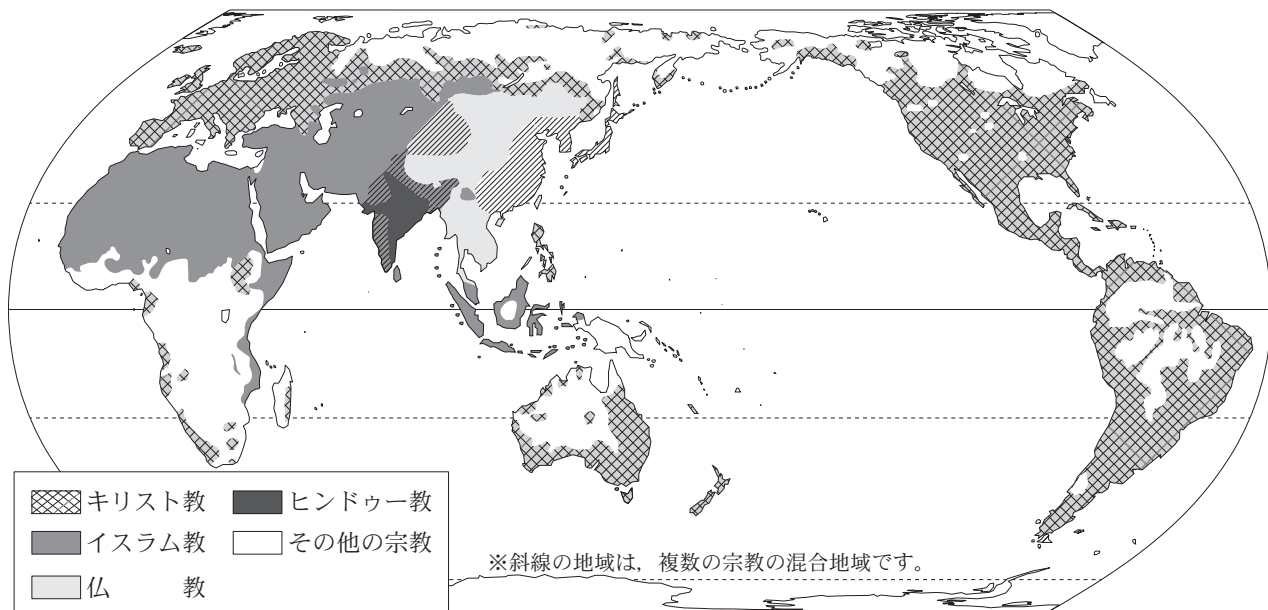 キリスト教
ヒンドゥー教
イスラム教
その他の宗教
仏　　教
※斜線の地域は，複数の宗教の混合地域です。